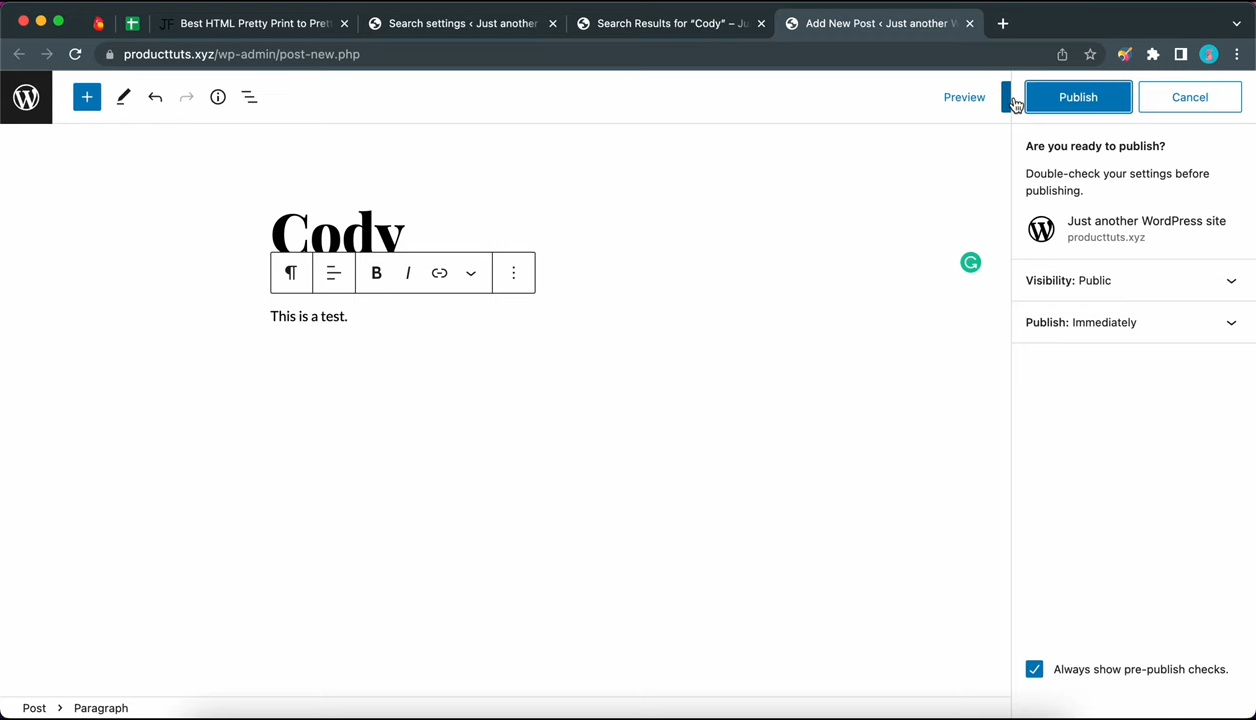 JF Best HTML Pretty Print to Pret
Search settings ‹ Just another
Search Results for “Cody” – Ju
Add New Post ‹ Just another W
producttuts.xyz/wp-admin/post-new.php
Preview
Publish
Cancel
Are you ready to publish?
Double-check your settings before
publishing.
Just another WordPress site
producttuts.xyz
Visibility: Public
Publish: Immediately
Cody
B I
This is a test.
Always show pre-publish checks.
Post > Paragraph